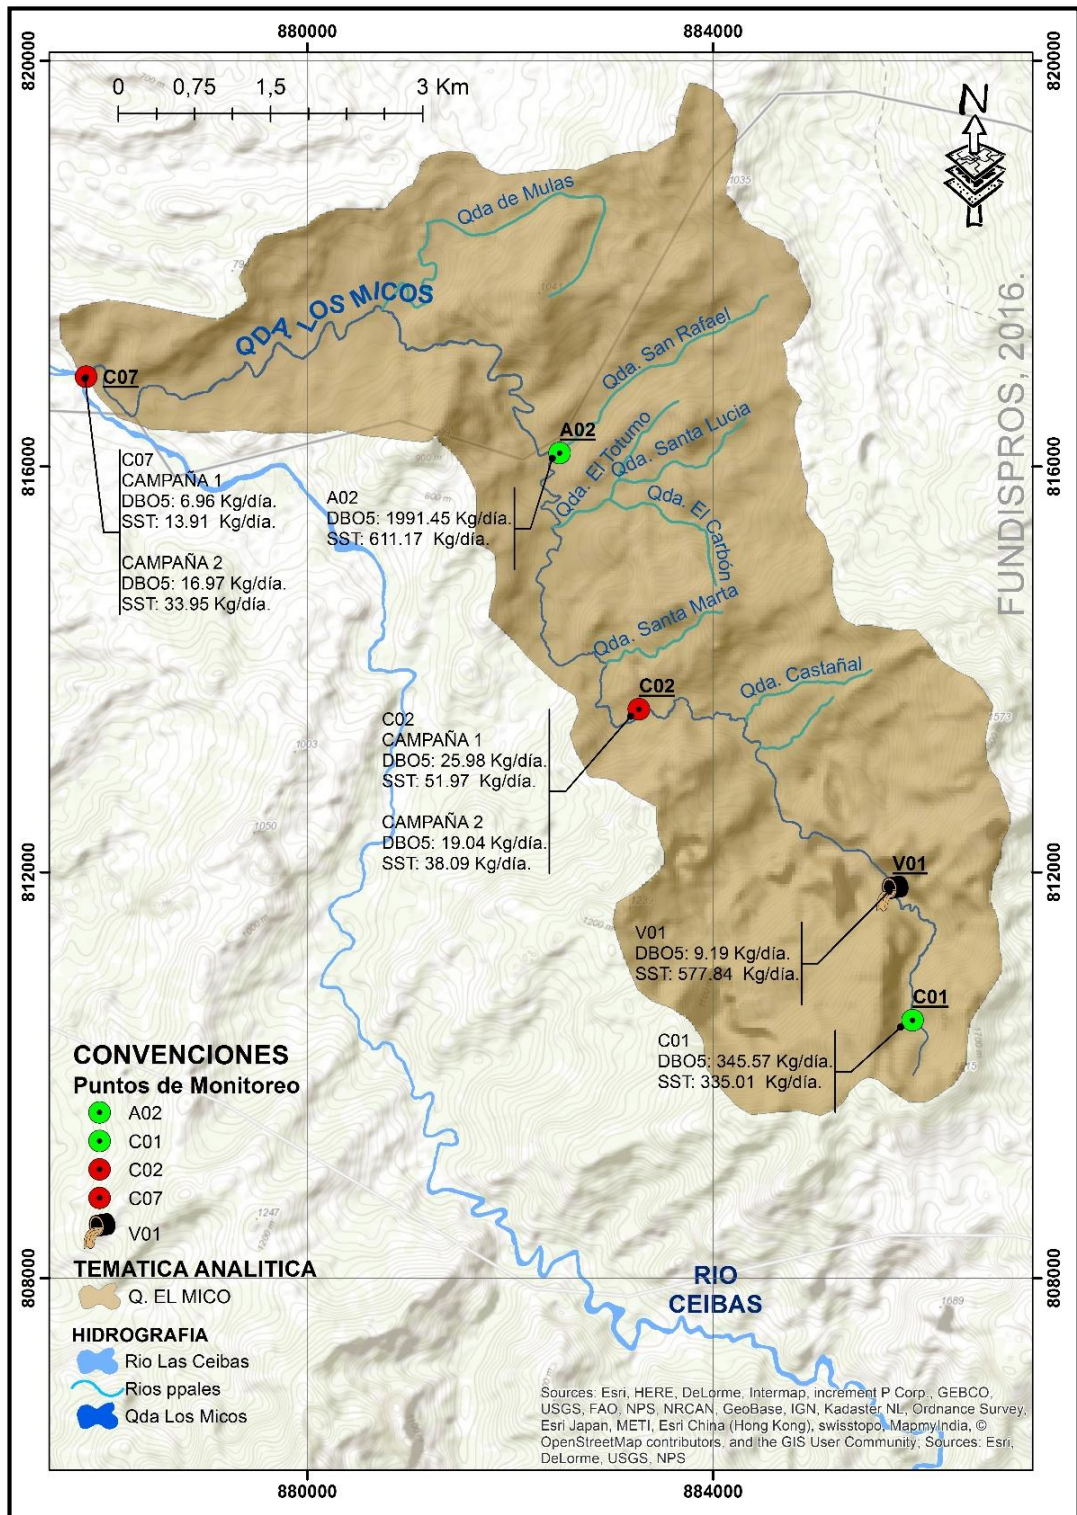 880000
884000
820000
820000
0 0,75 1,5 3 Km
N
1035
Qda de Mulas
1041
QDA LOS MICOS
FUNDISPROS, 2016.
Qda. San Rafael
C07
A02
Qda. El Totumo
Qda. Santa Lucia
816000
816000
C07
CAMPAÑA 1
DBO5: 6.96 Kg/día.
SST: 13.91 Kg/día.
CAMPAÑA 2
DBO5: 16.97 Kg/día.
SST: 33.95 Kg/día.
A02
DBO5: 1991.45 Kg/día.
SST: 611.17 Kg/día.
Qda. El Carbón
Qda. Santa Marta
C02
Qda. Castañal
C02
CAMPAÑA 1
DBO5: 25.98 Kg/día.
SST: 51.97 Kg/día.
CAMPAÑA 2
DBO5: 19.04 Kg/día.
SST: 38.09 Kg/día.
1003
1573
1050
812000
812000
V01
1200 m
V01
DBO5: 9.19 Kg/día.
SST: 577.84 Kg/día.
C01
C01
DBO5: 345.57 Kg/día.
SST: 335.01 Kg/día.
CONVENCIONES
Puntos de Monitoreo
A02
C01
C02
C07
V01
1247
TEMATICA ANALITICA
Q. EL MICO
808000
808000
RIO
CEIBAS
1689
HIDROGRAFIA
Rio Las Ceibas
Rios ppales
Qda Los Micos
Sources: Esri, HERE, DeLorme, Intermap, increment P Corp., GEBCO,
USGS, FAO, NPS, NRCAN, GeoBase, IGN, Kadaster NL, Ordnance Survey,
Esri Japan, METI, Esri China (Hong Kong), swisstopo, MapmyIndia, ©
OpenStreetMap contributors, and the GIS User Community; Sources: Esri,
DeLorme, USGS, NPS
880000
884000